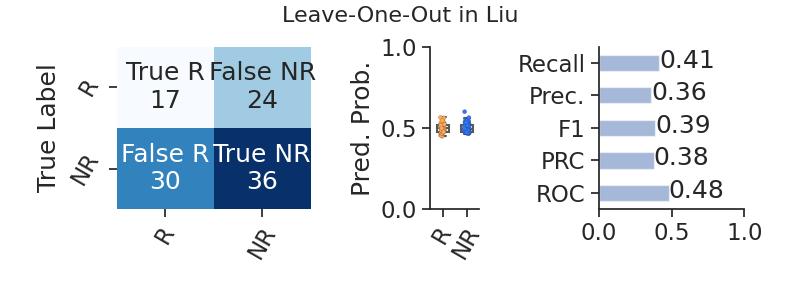 Leave-One-Out in Liu
True Label
R
NR
True R
17
False NR
24
False R
30
True NR
36
R
NR
Pred. Prob.
1.0
0.5
0.0
R
NR
Recall
Prec.
F1
PRC
ROC
0.41
0.36
0.39
0.38
0.48
0.0
0.5
1.0